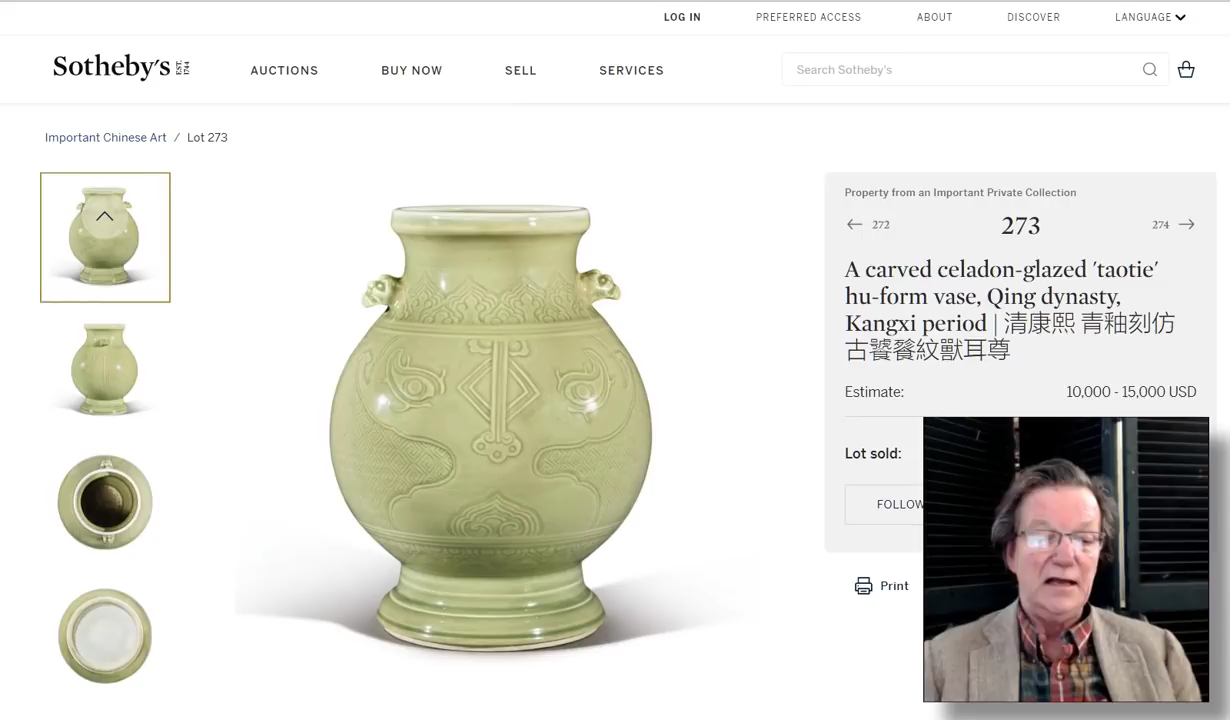 LOG IN
PREFERRED ACCESS
ABOUT
DISCOVER
LANGUAGE
Sotheby's EST. 1744
AUCTIONS
BUY NOW
SELL
SERVICES
Search Sotheby's
Important Chinese Art / Lot 273
Property from an Important Private Collection
272
273
274
A carved celadon-glazed 'taotie'
hu-form vase, Qing dynasty,
Kangxi period | 清康熙 青釉刻仿
古饕餮紋獸耳尊
Estimate:
10,000 - 15,000 USD
Lot sold:
FOLLOW
Print